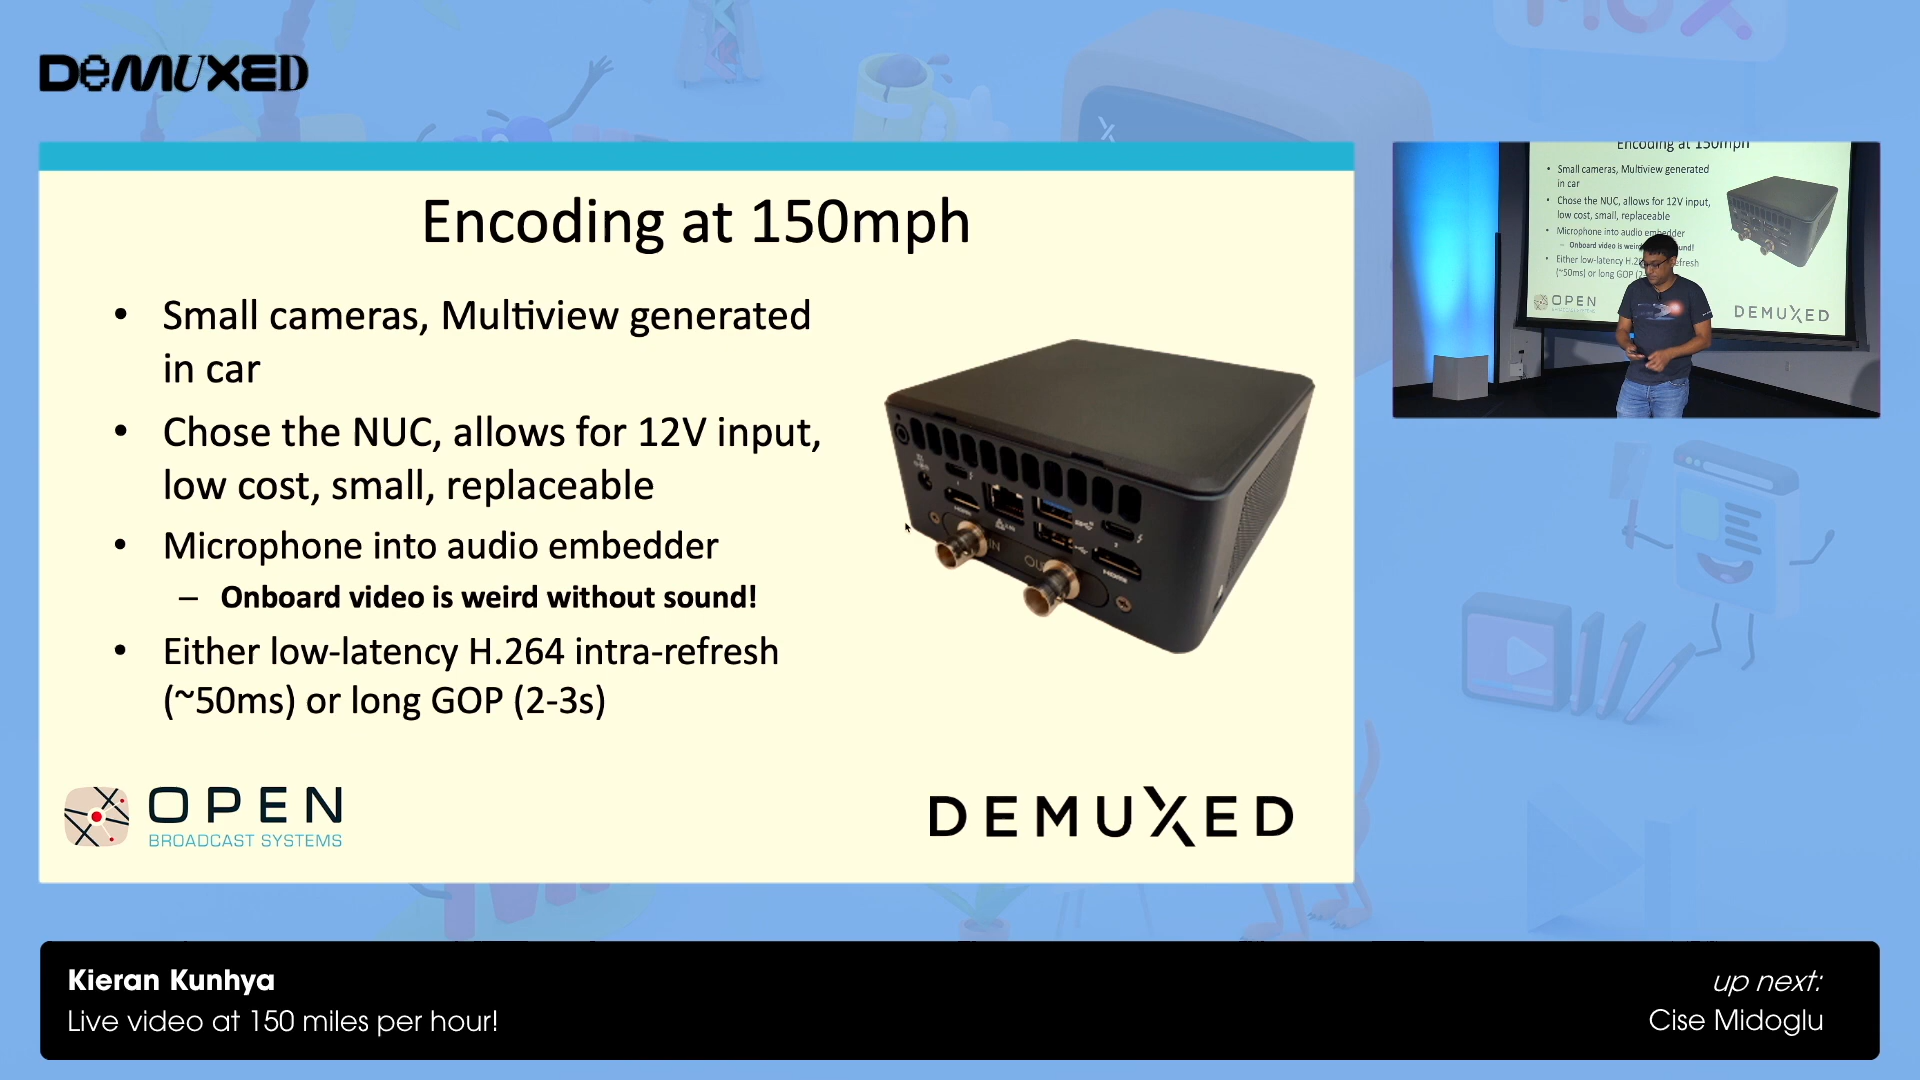 DEMUXED
MUX
Encoding at 150mph
• Small cameras, Multiview generated
in car
• Chose the NUC, allows for 12V input,
low cost, small, replaceable
• Microphone into audio embedder
– Onboard video is weird without sound!
• Either low-latency H.264 intra-refresh
(~50ms) or long GOP (2-3s)
IN
HDMI
OPEN
BROADCAST SYSTEMS
DEMUXED
Encoding at 150mph
• Small cameras, Multiview generated
in car
• Chose the NUC, allows for 12V input,
low cost, small, replaceable
• Microphone into audio embedder
– Onboard video is weird
sound!
• Either low-latency H.26
refresh
(~50ms) or long GOP (2-
OPEN
DEMUXED
Kieran Kunhya
Live video at 150 miles per hour!
up next:
Cise Midoglu